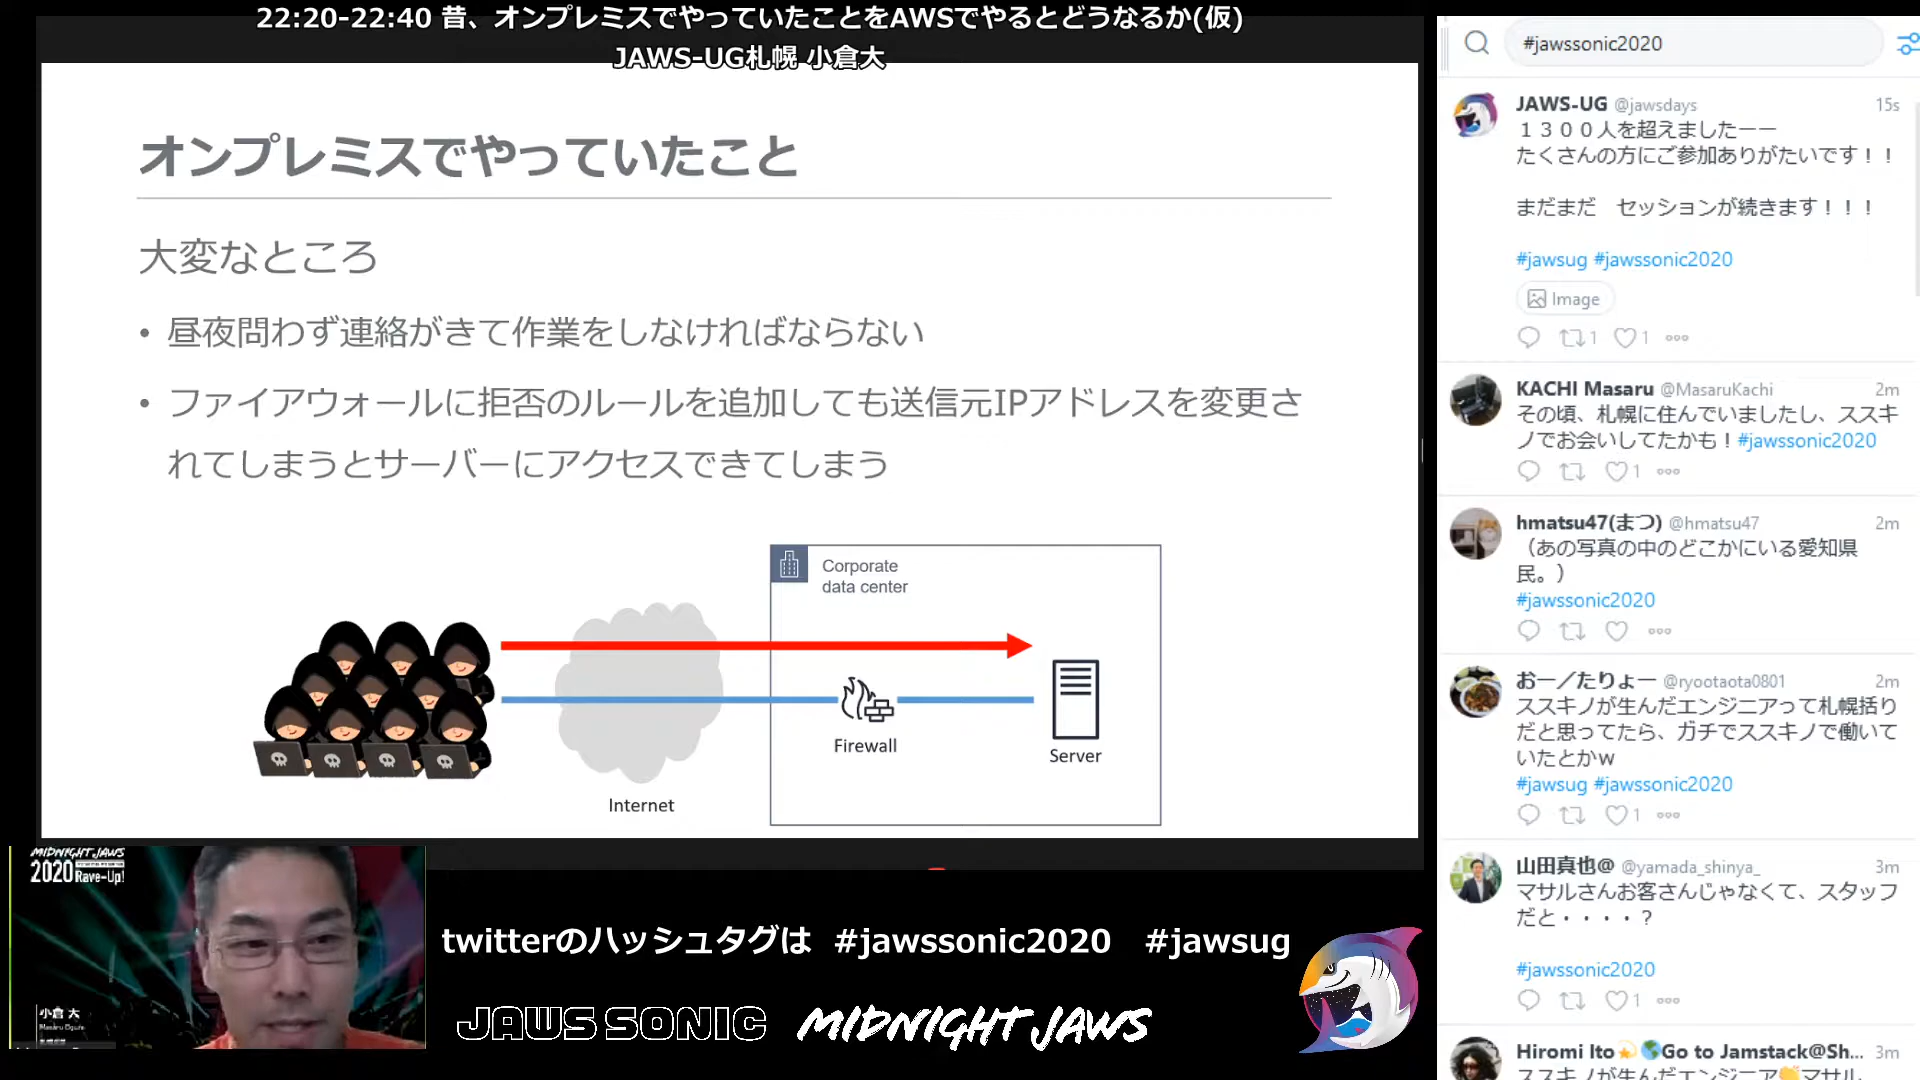 22:20-22:40 昔、オンプレミスでやっていたことをAWSでやるとどうなるか(仮)
JAWS-UG札幌 小倉大
オンプレミスでやっていたこと
大変なところ
• 昼夜問わず連絡がきて作業をしなければならない
• ファイアウォールに拒否のルールを追加しても送信元IPアドレスを変更さ
れてしまうとサーバーにアクセスできてしまう
Corporate
data center
Firewall
Server
Internet
MIDNIGHT JAWS
2020 Rave-Up!
小倉 大
twitterのハッシュタグは #jawssonic2020 #jawsug
JAWS SONIC MIDNIGHT JAWS
#jawssonic2020
JAWS-UG @jawsdays 15s
１３００人を超えましたーー
たくさんの方にご参加ありがたいです！！
まだまだ　セッションが続きます！！！
#jawsug #jawssonic2020
Image
1 1
KACHI Masaru @MasaruKachi 2m
その頃、札幌に住んでいましたし、ススキ
ノでお会いしてたかも！#jawssonic2020
1
hmatsu47(まつ) @hmatsu47 2m
（あの写真の中のどこかにいる愛知県
民。）
#jawssonic2020
おー／たりょー @ryootaota0801 2m
ススキノが生んだエンジニアって札幌括り
だと思ってたら、ガチでススキノで働いて
いたとかｗ
#jawsug #jawssonic2020
1
山田真也@ @yamada_shinya_ 3m
マサルさんお客さんじゃなくて、スタッフ
だと・・・・？
#jawssonic2020
1
Hiromi Ito💫🌎Go to Jamstack@Sh... 3m
ススキノが生んだエンジニア👏マサル